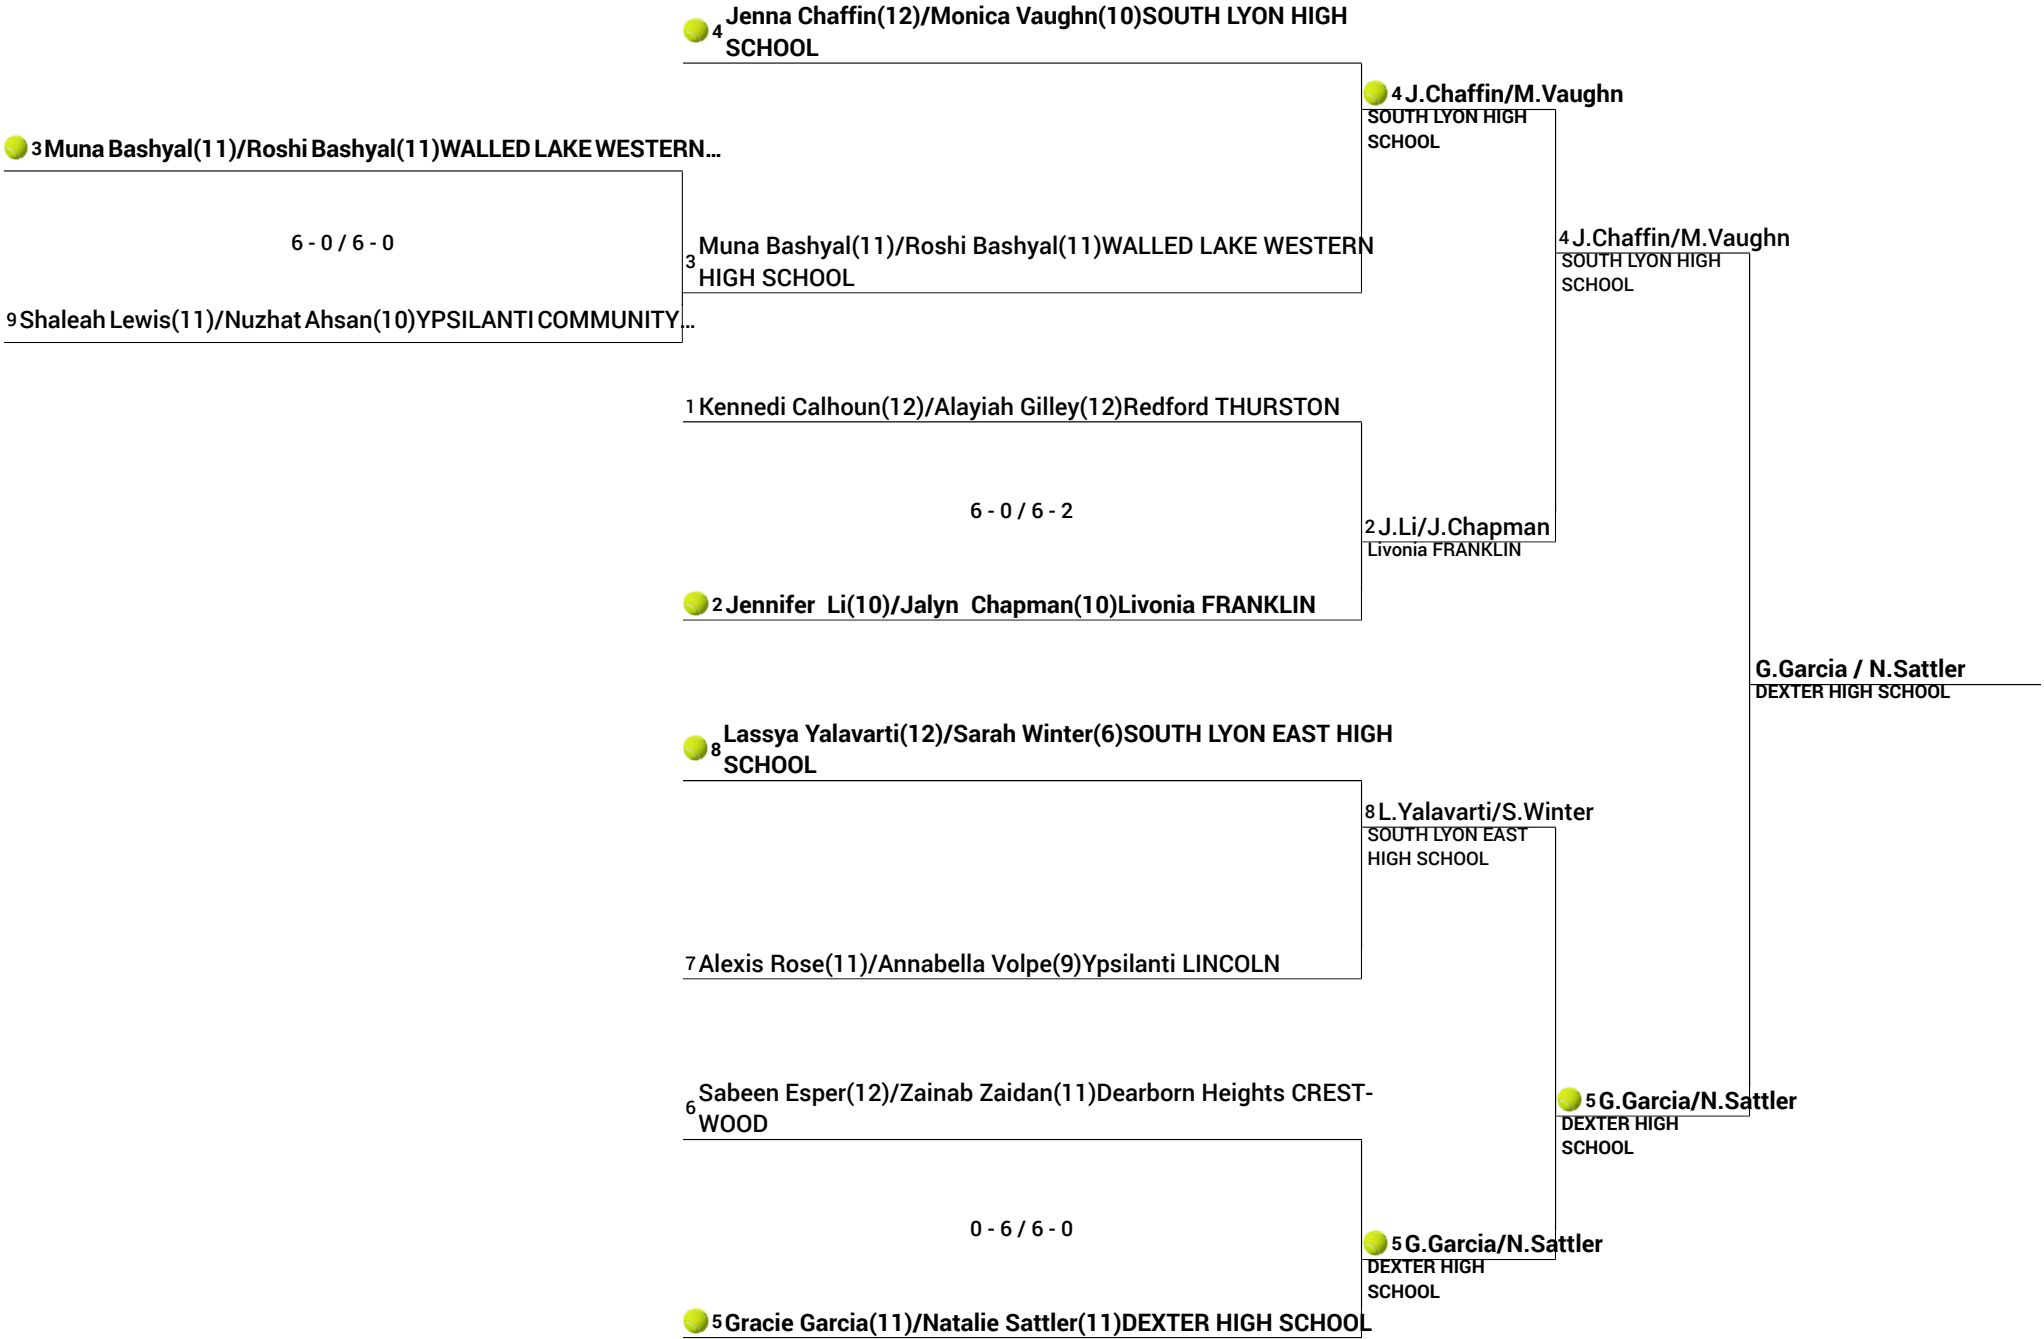 4 Jenna Chaffin(12)/Monica Vaughn(10)SOUTH LYON HIGH
SCHOOL
4 J.Chaffin/M.Vaughn
SOUTH LYON HIGH
SCHOOL
3 Muna Bashyal(11)/Roshi Bashyal(11)WALLED LAKE WESTERN...
6 - 0 / 6 - 0
3 Muna Bashyal(11)/Roshi Bashyal(11)WALLED LAKE WESTERN
HIGH SCHOOL
4 J.Chaffin/M.Vaughn
SOUTH LYON HIGH
SCHOOL
9 Shaleah Lewis(11)/Nuzhat Ahsan(10)YPSILANTI COMMUNITY...
1 Kennedi Calhoun(12)/Alayiah Gilley(12)Redford THURSTON
6 - 0 / 6 - 2
2 J.Li/J.Chapman
Livonia FRANKLIN
2 Jennifer Li(10)/Jalyn Chapman(10)Livonia FRANKLIN
G.Garcia / N.Sattler
DEXTER HIGH SCHOOL
8 Lassya Yalavarti(12)/Sarah Winter(6)SOUTH LYON EAST HIGH
SCHOOL
8 L.Yalavarti/S.Winter
SOUTH LYON EAST
HIGH SCHOOL
7 Alexis Rose(11)/Annabella Volpe(9)Ypsilanti LINCOLN
6 Sabeen Esper(12)/Zainab Zaidan(11)Dearborn Heights CREST-
WOOD
5 G.Garcia/N.Sattler
DEXTER HIGH
SCHOOL
0 - 6 / 6 - 0
5 G.Garcia/N.Sattler
DEXTER HIGH
SCHOOL
5 Gracie Garcia(11)/Natalie Sattler(11)DEXTER HIGH SCHOOL